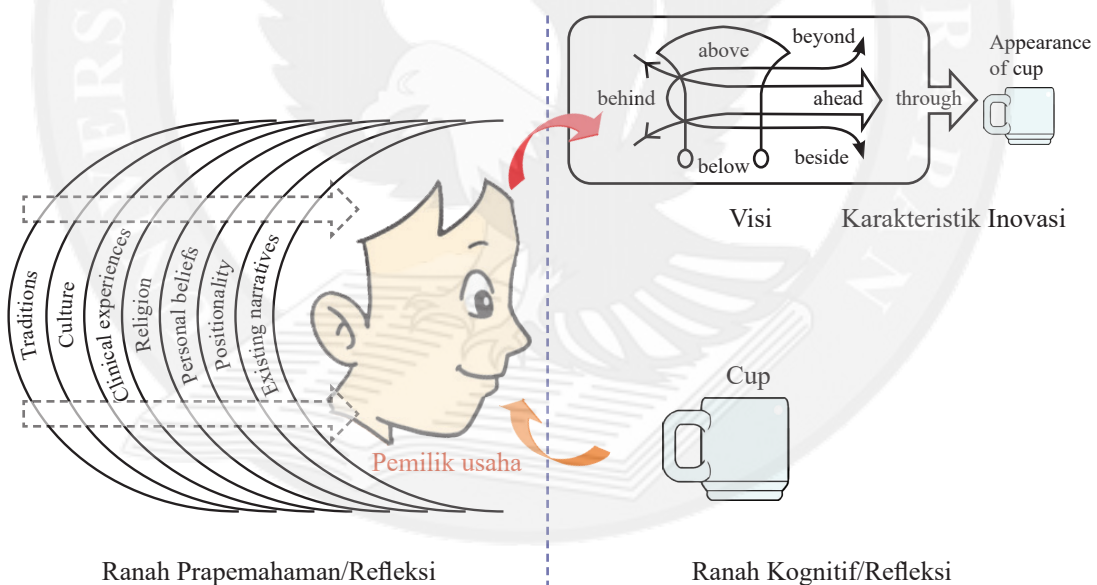 Traditions
Culture
Clinical experiences
Religion
Personal beliefs
Positionality
Existing narratives
Pemilik usaha
Ranah Prapemahaman/Refleksi
beyond
above
behind
ahead
through
below
beside
Appearance
of cup
Visi
Karakteristik Inovasi
Cup
Ranah Kognitif/Refleksi